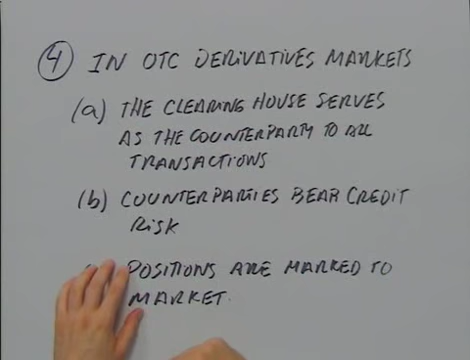 ④ IN OTC DERIVATIVES MARKETS
(a) THE CLEARING HOUSE SERVES
AS THE COUNTERPARTY TO ALL
TRANSACTIONS
(b) COUNTERPARTIES BEAR CREDIT
RISK
POSITIONS ARE MARKED TO
MARKET.